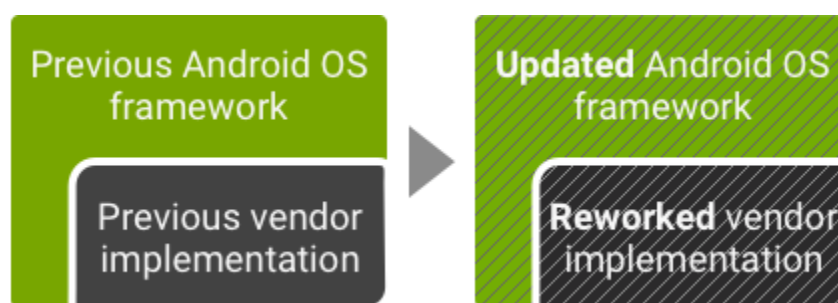 Previous Android OS
framework
Previous vendor
implementation
Updated Android OS
framework
Reworked vendor
implementation